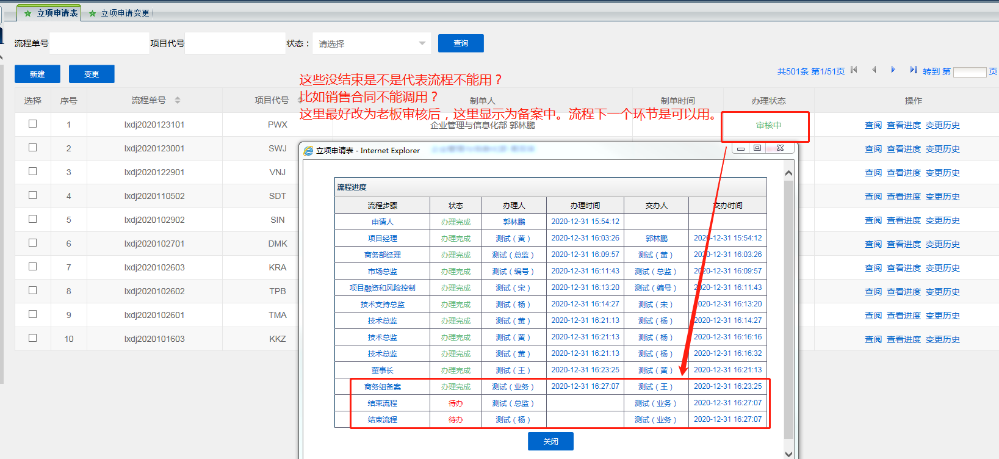 立项申请表 立项申请变更
流程单号 项目代号 状态： 请选择 查询
新建 变更
共501条 第1/51页 转到 第 页
这些没结束是不是代表流程不能用？
比如销售合同不能调用？
这里最好改为老板审核后，这里显示为备案中。流程下一个环节是可以用。
选择 序号 流程单号 项目代号 制单人 制单时间 办理状态 操作
1 lxdj2020123101 PWX 企业管理与信息化部 郭林鹏 审核中 查阅 查看进度 变更历史
2 lxdj2020123001 SWJ 查阅 查看进度 变更历史
3 lxdj2020122901 VNJ 查阅 查看进度 变更历史
4 lxdj2020110502 SDT 查阅 查看进度 变更历史
5 lxdj2020102902 SIN 查阅 查看进度 变更历史
6 lxdj2020102701 DMK 查阅 查看进度 变更历史
7 lxdj2020102603 KRA 查阅 查看进度 变更历史
8 lxdj2020102602 TPB 查阅 查看进度 变更历史
9 lxdj2020102601 TMA 查阅 查看进度 变更历史
10 lxdj2020101603 KKZ 查阅 查看进度 变更历史
立项申请表 - Internet Explorer
流程进度
流程步骤 状态 办理人 办理时间 交办人 交办时间
申请人 办理完成 郭林鹏 2020-12-31 15:54:12
项目经理 办理完成 测试（黄） 2020-12-31 16:03:26 郭林鹏 2020-12-31 15:54:12
商务部经理 办理完成 测试（总监） 2020-12-31 16:09:57 测试（黄） 2020-12-31 16:03:26
市场总监 办理完成 测试（编号） 2020-12-31 16:11:43 测试（总监） 2020-12-31 16:09:57
项目融资和风险控制 办理完成 测试（宋） 2020-12-31 16:13:20 测试（编号） 2020-12-31 16:11:43
技术支持总监 办理完成 测试（杨） 2020-12-31 16:14:27 测试（宋） 2020-12-31 16:13:20
技术总监 办理完成 测试（黄） 2020-12-31 16:21:13 测试（杨） 2020-12-31 16:14:27
技术总监 办理完成 测试（黄） 2020-12-31 16:21:13 测试（杨） 2020-12-31 16:16:16
技术总监 办理完成 测试（黄） 2020-12-31 16:21:13 测试（杨） 2020-12-31 16:16:32
董事长 办理完成 测试（王） 2020-12-31 16:23:25 测试（黄） 2020-12-31 16:21:13
商务组备案 办理完成 测试（业务） 2020-12-31 16:27:07 测试（王） 2020-12-31 16:23:25
结束流程 待办 测试（总监） 测试（业务） 2020-12-31 16:27:07
结束流程 待办 测试（杨） 测试（业务） 2020-12-31 16:27:07
关闭